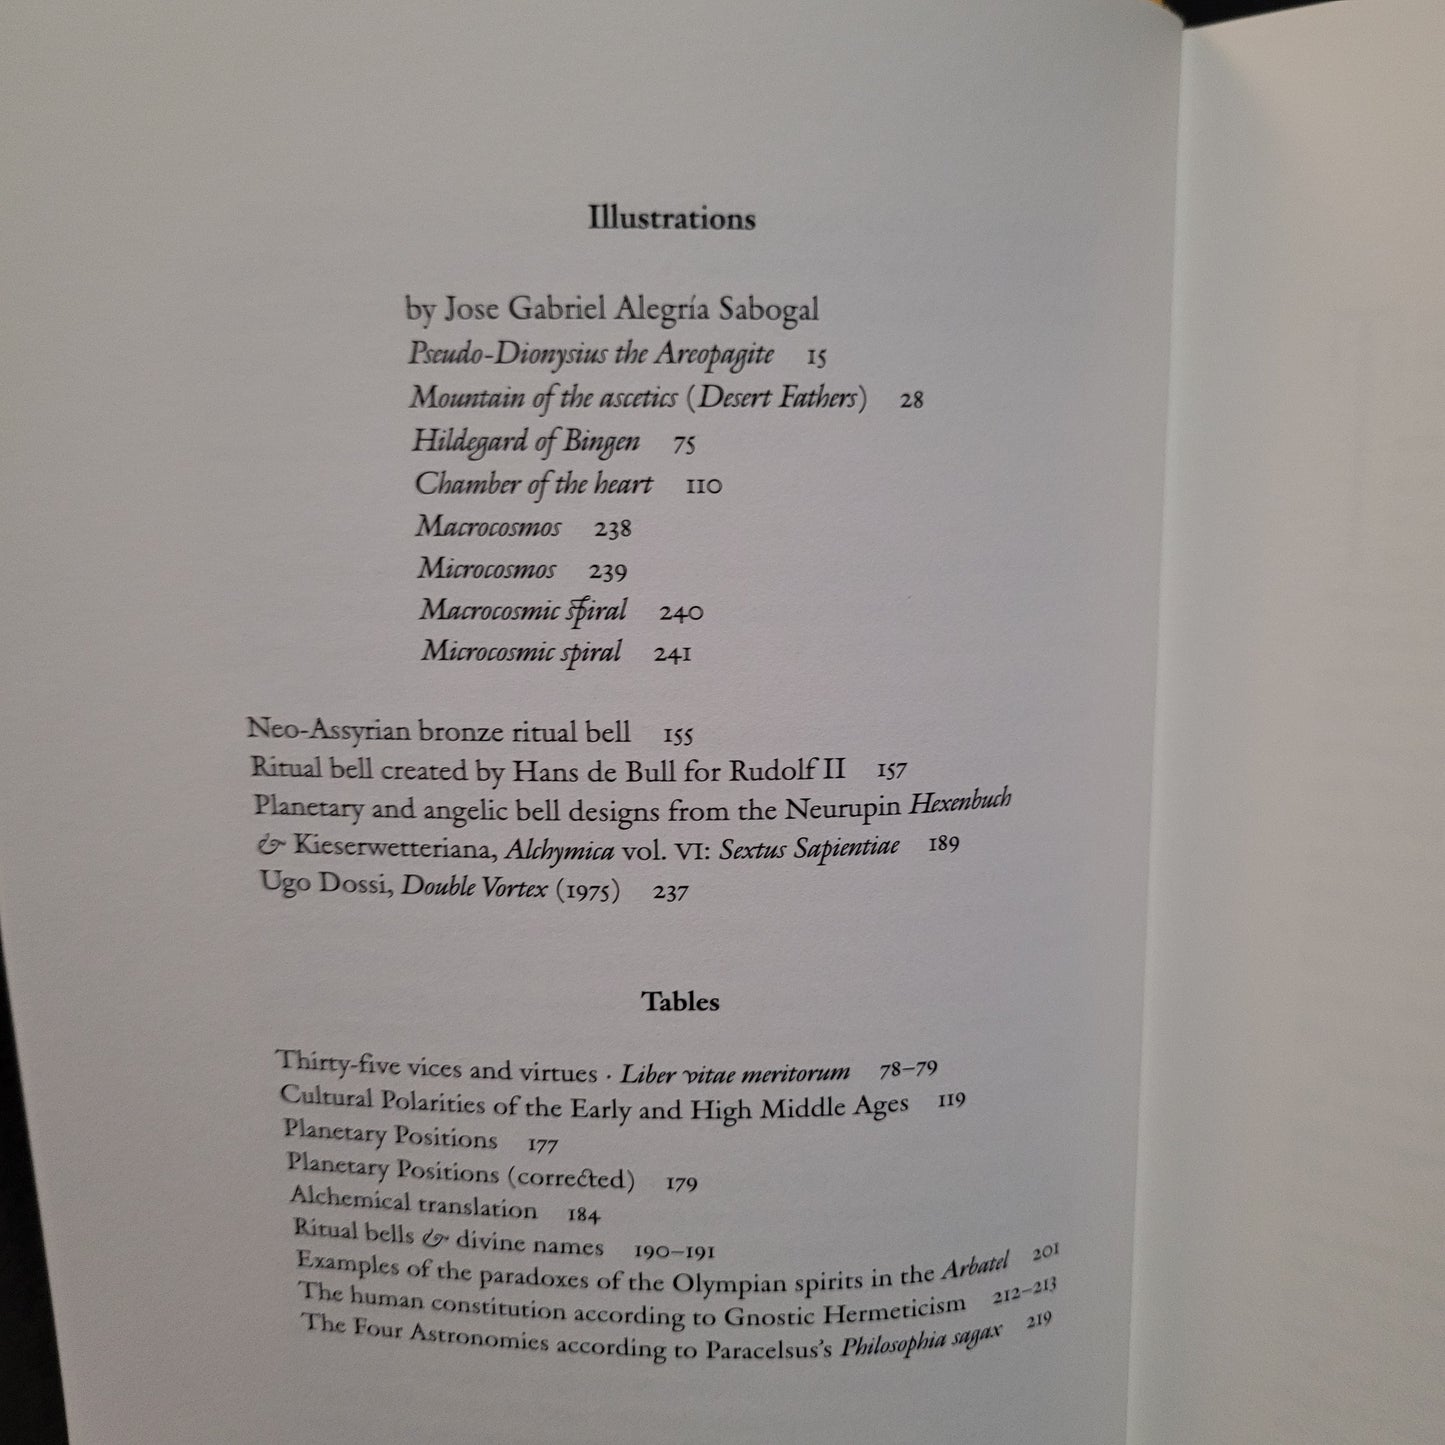 Illustrations
by Jose Gabriel Alegría Sabogal
Pseudo-Dionysius the Areopagite 15
Mountain of the ascetics (Desert Fathers) 28
Hildegard of Bingen 75
Chamber of the heart 110
Macrocosmos 238
Microcosmos 239
Macrocosmic spiral 240
Microcosmic spiral 241
Neo-Assyrian bronze ritual bell 155
Ritual bell created by Hans de Bull for Rudolf II 157
Planetary and angelic bell designs from the Neurupin Hexenbuch
& Kieserwetteriana, Alchymica vol. VI: Sextus Sapientiae 189
Ugo Dossi, Double Vortex (1975) 237
Tables
Thirty-five vices and virtues · Liber vitae meritorum 78–79
Cultural Polarities of the Early and High Middle Ages 119
Planetary Positions 177
Planetary Positions (corrected) 179
Alchemical translation 184
Ritual bells & divine names 190–191
Examples of the paradoxes of the Olympian spirits in the Arbatel 201
The human constitution according to Gnostic Hermeticism 212–213
The Four Astronomies according to Paracelsus's Philosophia sagax 219